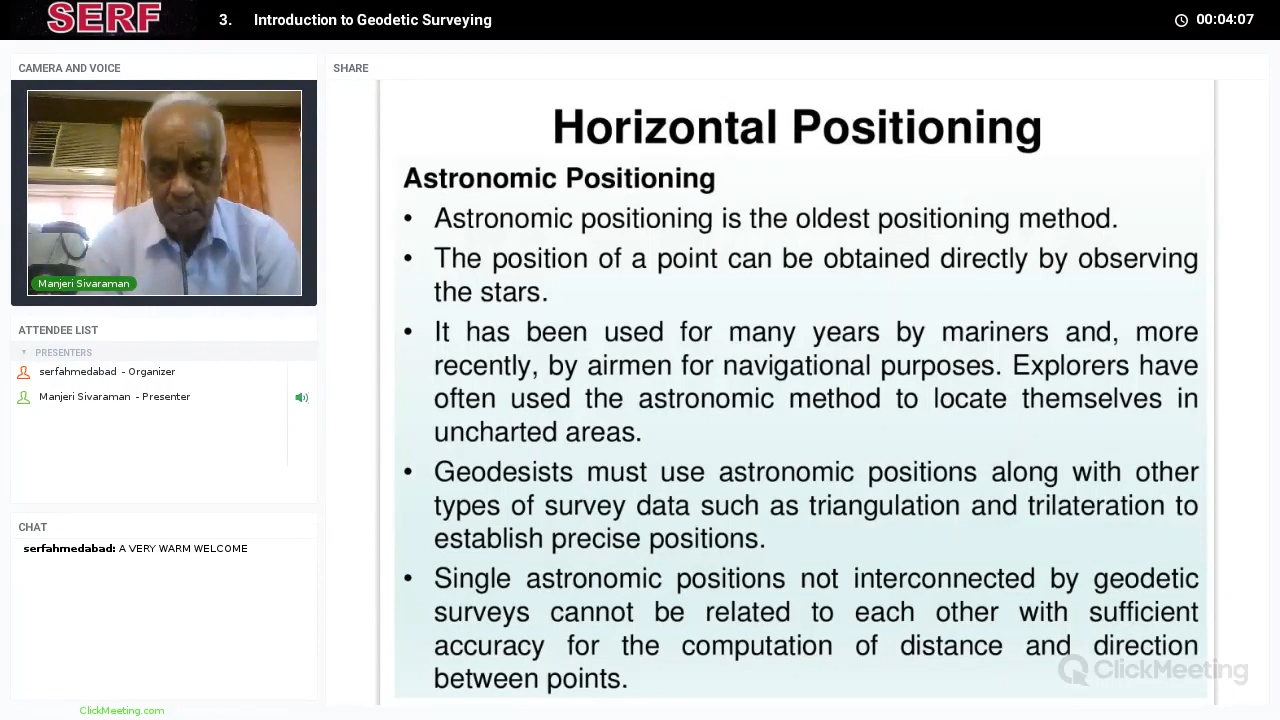 SERF
3. Introduction to Geodetic Surveying
00:04:07
CAMERA AND VOICE
Manjeri Sivaraman
ATTENDEE LIST
PRESENTERS
serfahmedabad - Organizer
Manjeri Sivaraman - Presenter
CHAT
serfahmedabad: A VERY WARM WELCOME
ClickMeeting.com
SHARE
Horizontal Positioning
Astronomic Positioning
• Astronomic positioning is the oldest positioning method.
• The position of a point can be obtained directly by observing
the stars.
• It has been used for many years by mariners and, more
recently, by airmen for navigational purposes. Explorers have
often used the astronomic method to locate themselves in
uncharted areas.
• Geodesists must use astronomic positions along with other
types of survey data such as triangulation and trilateration to
establish precise positions.
• Single astronomic positions not interconnected by geodetic
surveys cannot be related to each other with sufficient
accuracy for the computation of distance and direction
between points.
ClickMeeting